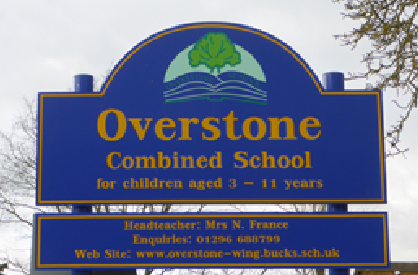 Overstone
Combined School
for children aged 3 - 11 years
Headteacher: Mrs N. France
Enquiries: 01296 688799
Web Site: www.overstone-wing.bucks.sch.uk